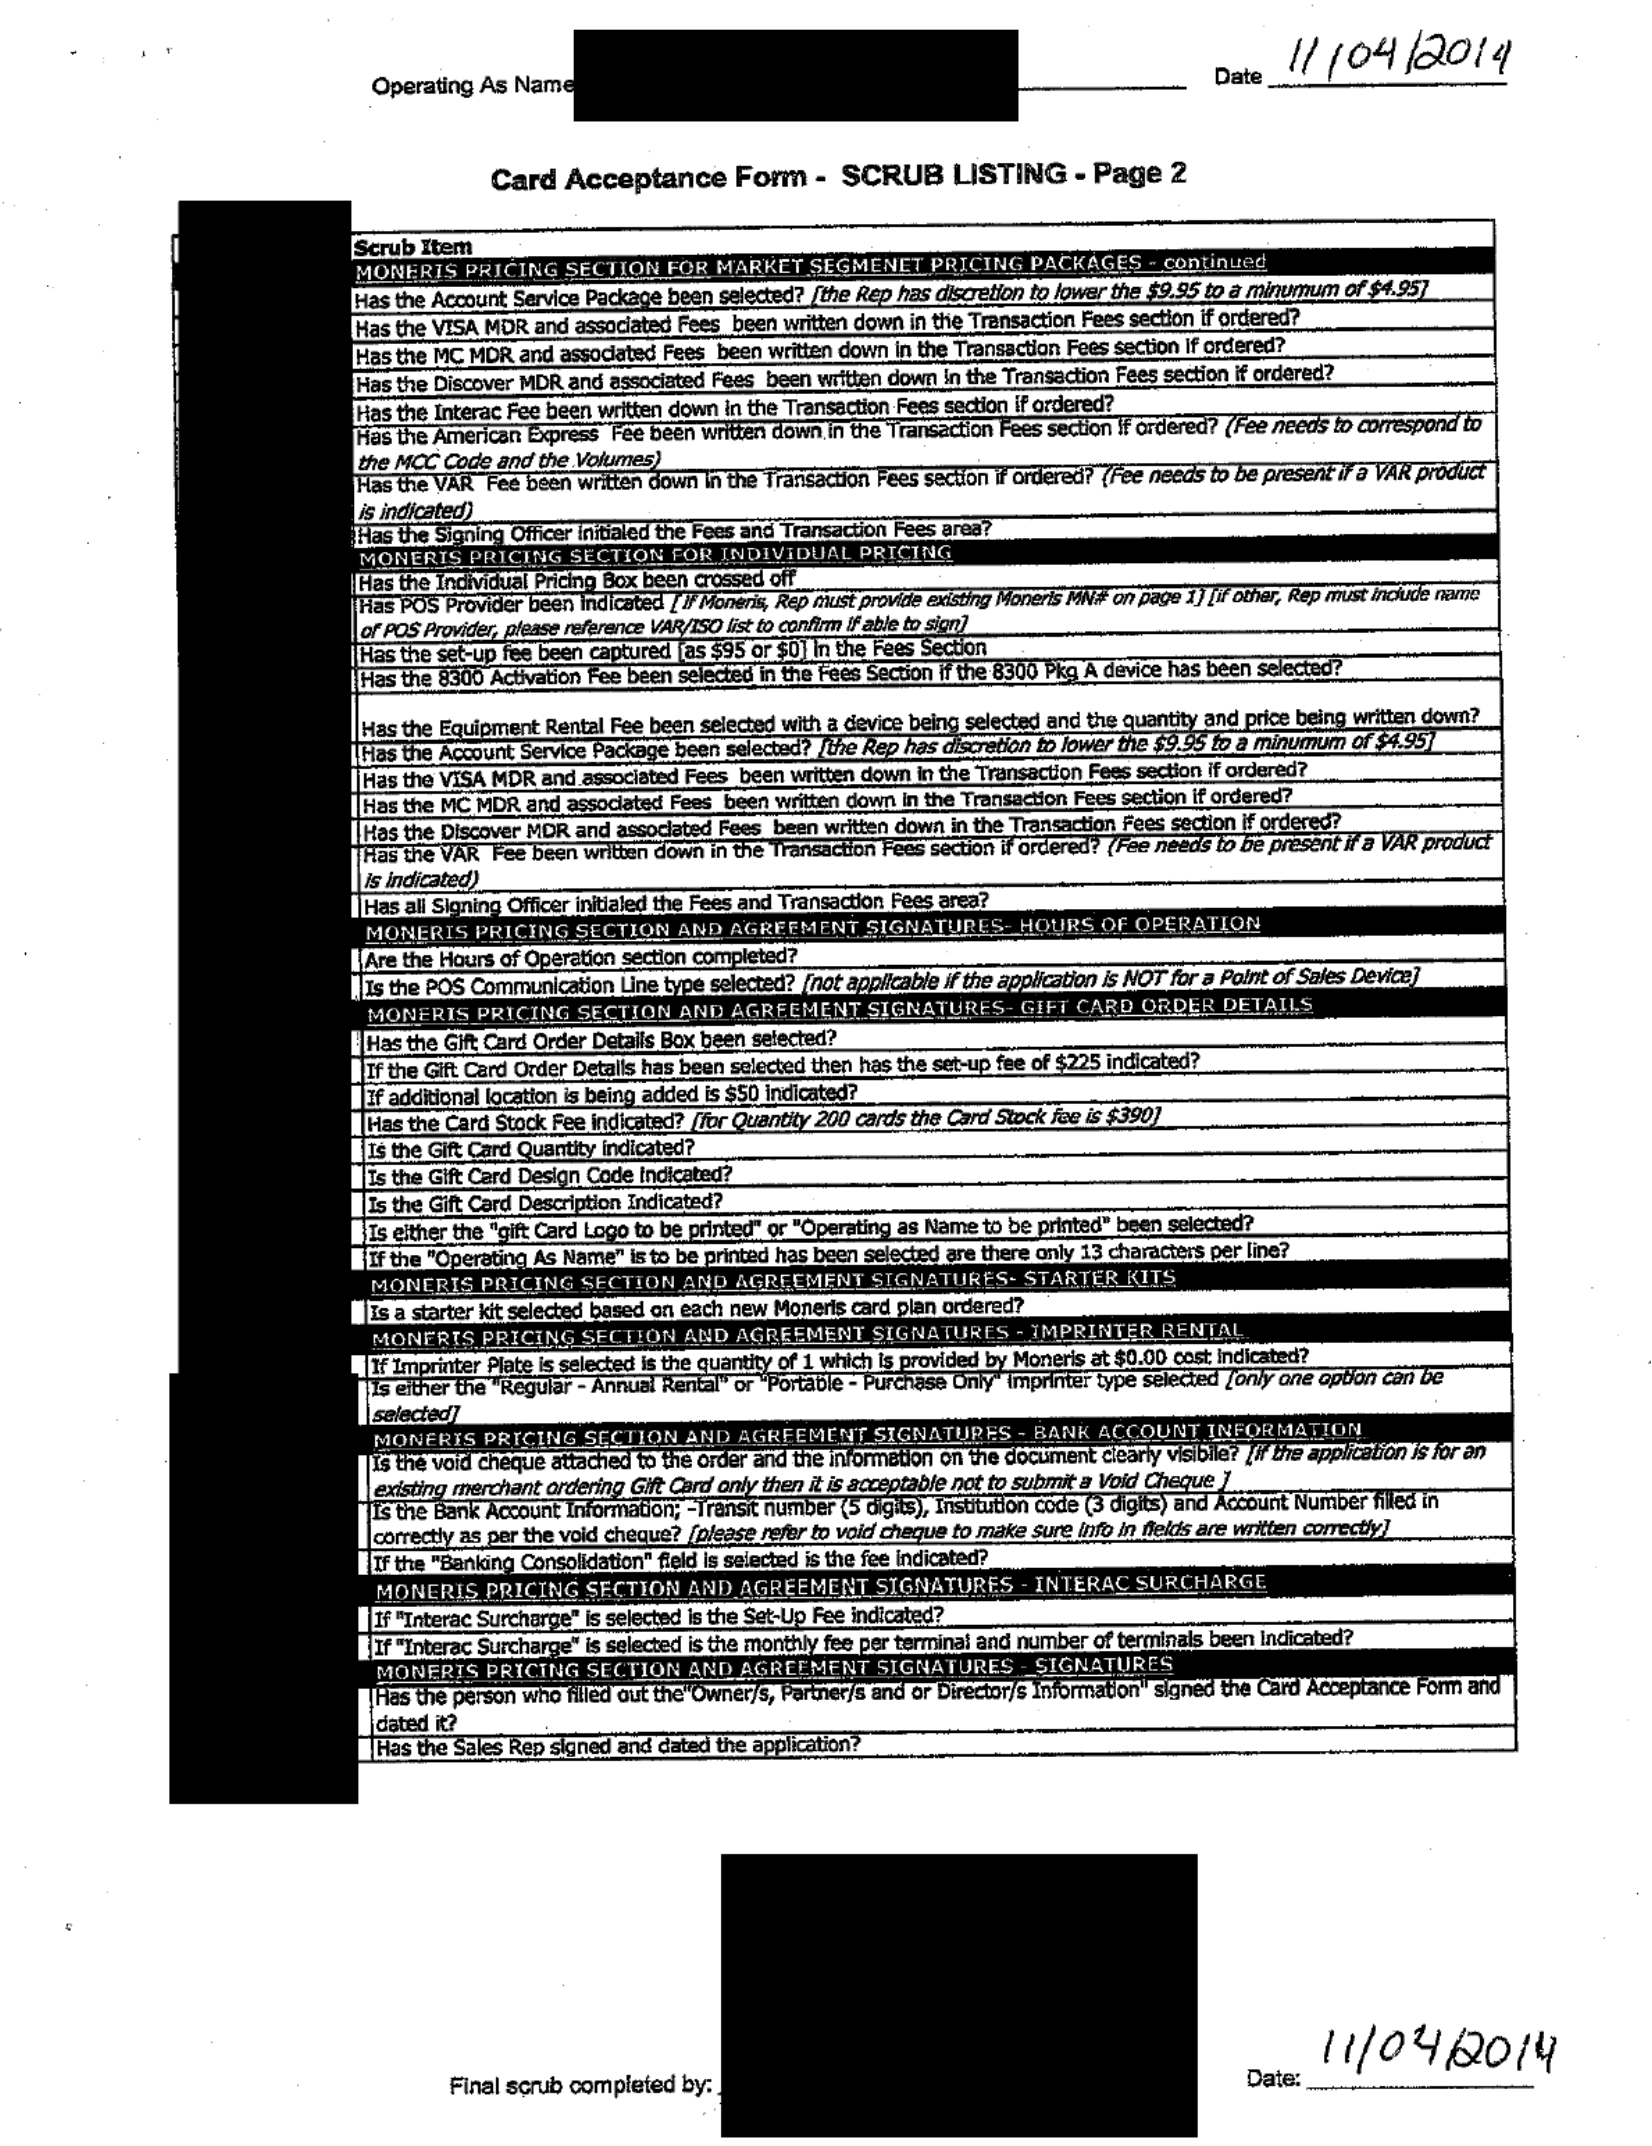 Operating As Name
Date 11/04/2014
Card Acceptance Form - SCRUB LISTING - Page 2
Scrub Item
MONERIS PRICING SECTION FOR MARKET SEGMENET PRICING PACKAGES - continued
Has the Account Service Package been selected? [the Rep has discretion to lower the $9.95 to a minumum of $4.95]
Has the VISA MDR and associated Fees been written down in the Transaction Fees section if ordered?
Has the MC MDR and associated Fees been written down in the Transaction Fees section if ordered?
Has the Discover MDR and associated Fees been written down in the Transaction Fees section if ordered?
Has the Interac Fee been written down in the Transaction Fees section if ordered?
Has the American Express Fee been written down in the Transaction Fees section if ordered? (Fee needs to correspond to
the MCC Code and the Volumes)
Has the VAR Fee been written down in the Transaction Fees section if ordered? (Fee needs to be present if a VAR product
is indicated)
Has the Signing Officer initialed the Fees and Transaction Fees area?
MONERIS PRICING SECTION FOR INDIVIDUAL PRICING
Has the Individual Pricing Box been crossed off
Has POS Provider been indicated [ if Moneris, Rep must provide existing Moneris MN# on page 1] [if other, Rep must include name
of POS Provider, please reference VAR/ISO list to confirm if able to sign]
Has the set-up fee been captured [as $95 or $0] in the Fees Section
Has the 8300 Activation Fee been selected in the Fees Section if the 8300 Pkg A device has been selected?
Has the Equipment Rental Fee been selected with a device being selected and the quantity and price being written down?
Has the Account Service Package been selected? [the Rep has discretion to lower the $9.95 to a minumum of $4.95]
Has the VISA MDR and associated Fees been written down in the Transaction Fees section if ordered?
Has the MC MDR and associated Fees been written down in the Transaction Fees section if ordered?
Has the Discover MDR and associated Fees been written down in the Transaction Fees section if ordered?
Has the VAR Fee been written down in the Transaction Fees section if ordered? (Fee needs to be present if a VAR product
is indicated)
Has all Signing Officer initialed the Fees and Transaction Fees area?
MONERIS PRICING SECTION AND AGREEMENT SIGNATURES- HOURS OF OPERATION
Are the Hours of Operation section completed?
Is the POS Communication Line type selected? [not applicable if the application is NOT for a Point of Sales Device]
MONERIS PRICING SECTION AND AGREEMENT SIGNATURES- GIFT CARD ORDER DETAILS
Has the Gift Card Order Details Box been selected?
If the Gift Card Order Details has been selected then has the set-up fee of $225 indicated?
If additional location is being added is $50 indicated?
Has the Card Stock Fee indicated? [for Quantity 200 cards the Card Stock fee is $390]
Is the Gift Card Quantity indicated?
Is the Gift Card Design Code indicated?
Is the Gift Card Description Indicated?
Is either the "gift Card Logo to be printed" or "Operating as Name to be printed" been selected?
If the "Operating As Name" is to be printed has been selected are there only 13 characters per line?
MONERIS PRICING SECTION AND AGREEMENT SIGNATURES- STARTER KITS
Is a starter kit selected based on each new Moneris card plan ordered?
MONERIS PRICING SECTION AND AGREEMENT SIGNATURES - IMPRINTER RENTAL
If Imprinter Plate is selected is the quantity of 1 which is provided by Moneris at $0.00 cost indicated?
Is either the "Regular - Annual Rental" or "Portable - Purchase Only" imprinter type selected [only one option can be
selected]
MONERIS PRICING SECTION AND AGREEMENT SIGNATURES - BANK ACCOUNT INFORMATION
Is the void cheque attached to the order and the information on the document clearly visibile? [if the application is for an
existing merchant ordering Gift Card only then it is acceptable not to submit a Void Cheque ]
Is the Bank Account Information; -Transit number (5 digits), Institution code (3 digits) and Account Number filled in
correctly as per the void cheque? [please refer to void cheque to make sure info in fields are written correctly]
If the "Banking Consolidation" field is selected is the fee indicated?
MONERIS PRICING SECTION AND AGREEMENT SIGNATURES - INTERAC SURCHARGE
If "Interac Surcharge" is selected is the Set-Up Fee indicated?
If "Interac Surcharge" is selected is the monthly fee per terminal and number of terminals been indicated?
MONERIS PRICING SECTION AND AGREEMENT SIGNATURES - SIGNATURES
Has the person who filled out the"Owner/s, Partner/s and or Director/s Information" signed the Card Acceptance Form and
dated it?
Has the Sales Rep signed and dated the application?
Final scrub completed by:
Date: 11/04/2014